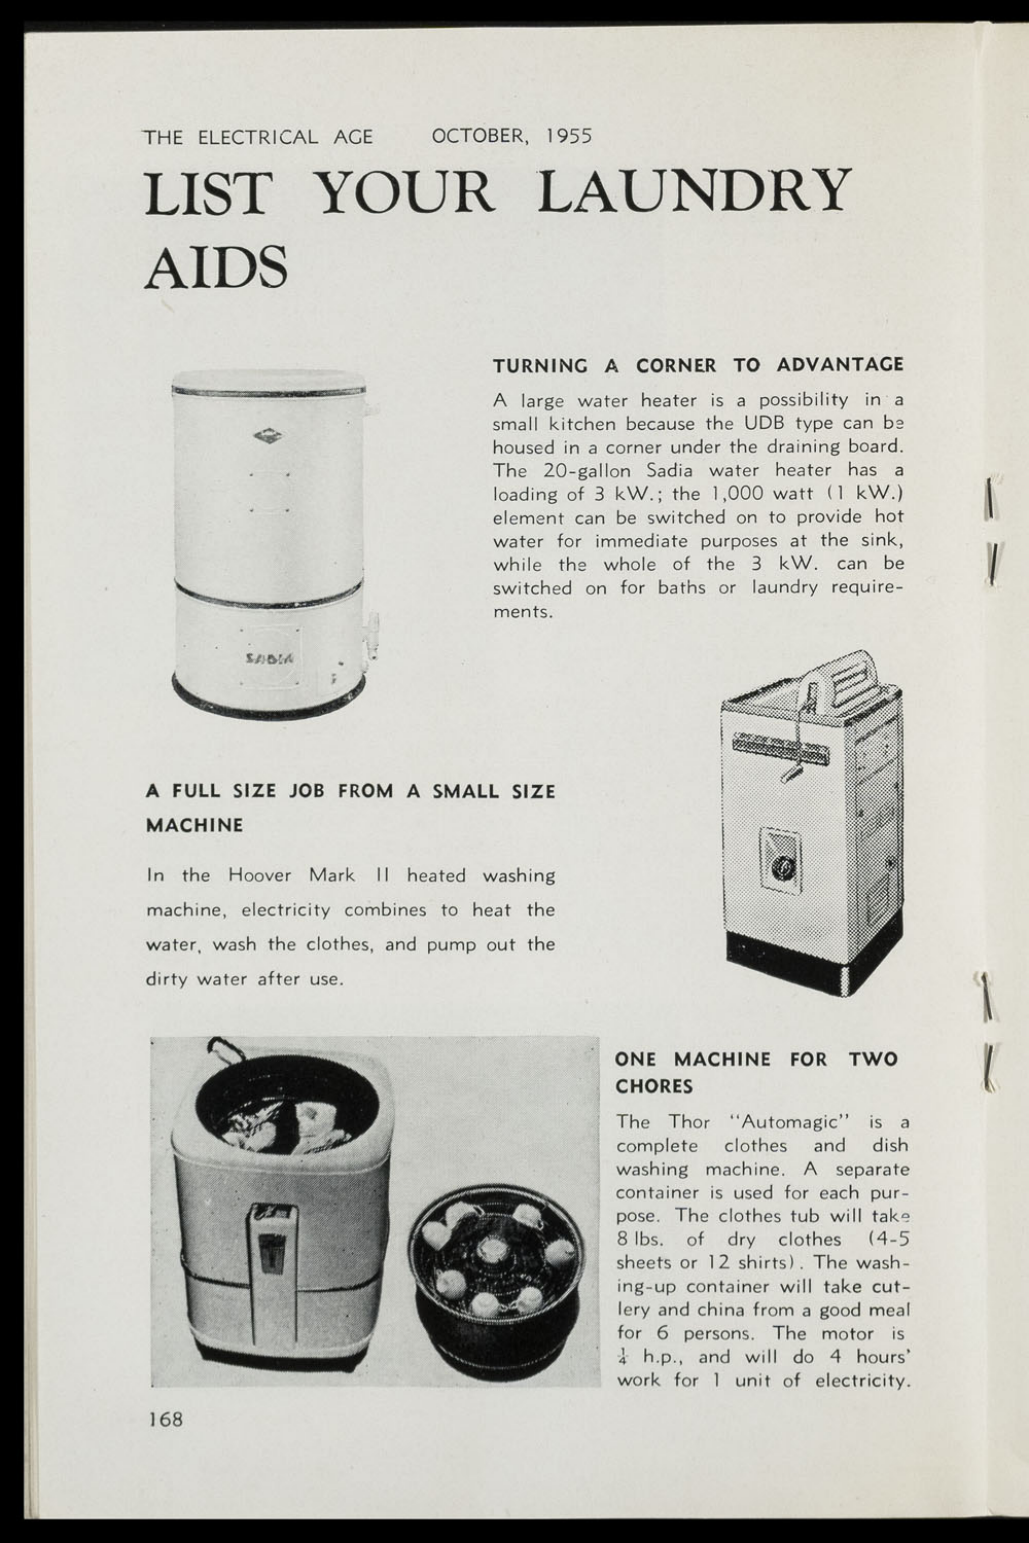 THE ELECTRICAL AGE OCTOBER, 1955
LIST YOUR LAUNDRY
AIDS
TURNING A CORNER TO ADVANTAGE
A large water heater is a possibility in a
small kitchen because the UDB type can be
housed in a corner under the draining board.
The 20-gallon Sadia water heater has a
loading of 3 kW.; the 1,000 watt (1 kW.)
element can be switched on to provide hot
water for immediate purposes at the sink,
while the whole of the 3 kW. can be
switched on for baths or laundry require-
ments.
SADIA
A FULL SIZE JOB FROM A SMALL SIZE
MACHINE
In the Hoover Mark II heated washing
machine, electricity combines to heat the
water, wash the clothes, and pump out the
dirty water after use.
ONE MACHINE FOR TWO
CHORES
The Thor "Automagic" is a
complete clothes and dish
washing machine. A separate
container is used for each pur-
pose. The clothes tub will take
8 lbs. of dry clothes (4-5
sheets or 12 shirts). The wash-
ing-up container will take cut-
lery and china from a good meal
for 6 persons. The motor is
¼ h.p., and will do 4 hours'
work for 1 unit of electricity.
168